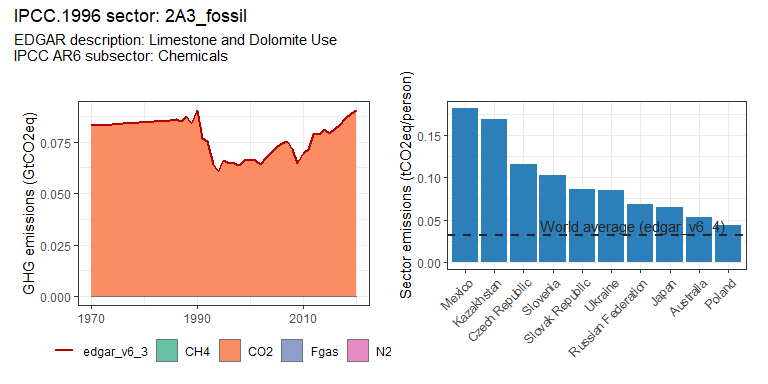 IPCC.1996 sector: 2A3_fossil
EDGAR description: Limestone and Dolomite Use
IPCC AR6 subsector: Chemicals
GHG emissions (GtCO2eq)
0.075
0.050
0.025
0.000
1970
1990
2010
edgar_v6_3
CH4
CO2
Fgas
N2
Sector emissions (tCO2eq/person)
0.15
0.10
0.05
0.00
World average (edgar_v6_4)
Mexico
Kazakhstan
Czech Republic
Slovenia
Slovak Republic
Ukraine
Russian Federation
Japan
Australia
Poland